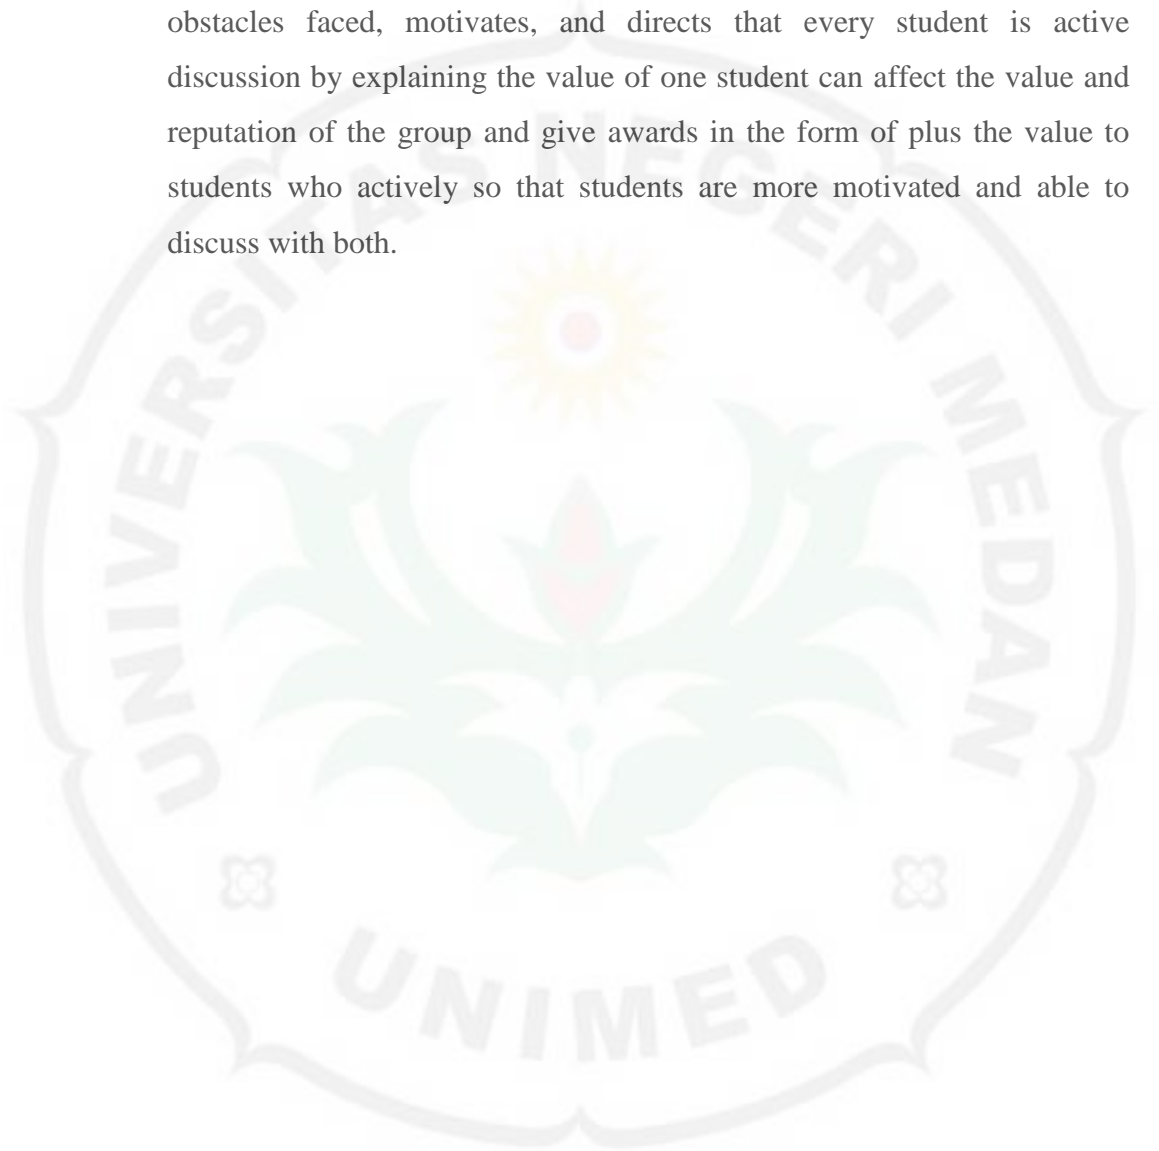 obstacles faced, motivates, and directs that every student is active
discussion by explaining the value of one student can affect the value and
reputation of the group and give awards in the form of plus the value to
students who actively so that students are more motivated and able to
discuss with both.
UNIVERSITAS NEGERI MEDAN
UNIMED